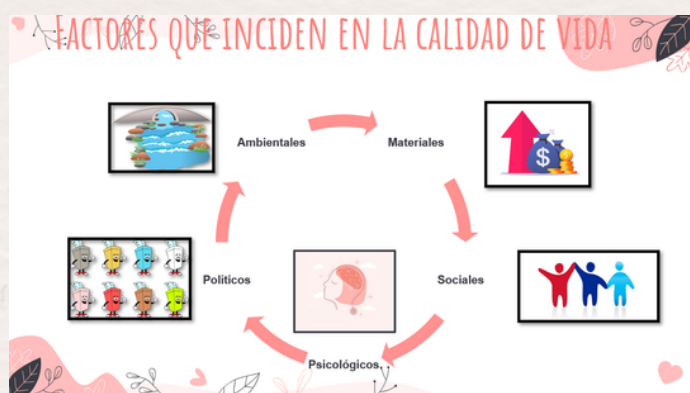 FACTORES QUE INCIDEN EN LA CALIDAD DE VIDA
Ambientales
Materiales
Políticos
Sociales
Psicológicos
$